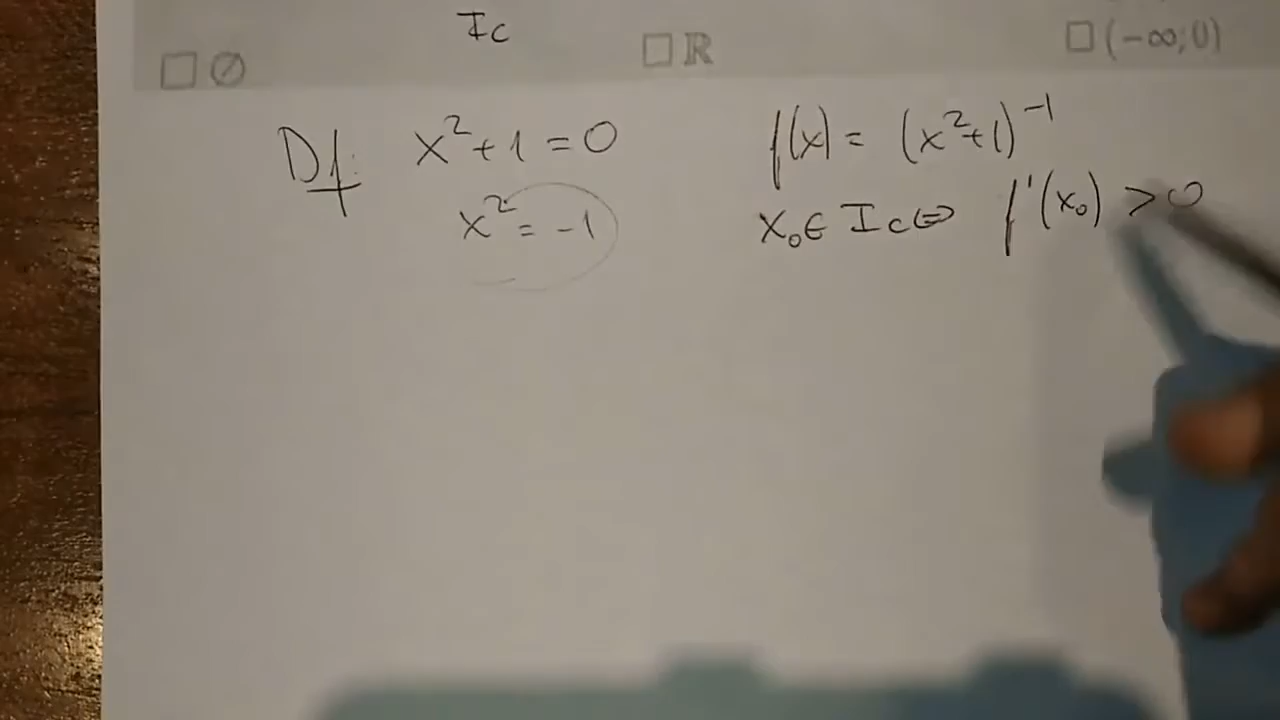 Ic
☐ ∅ ☐ ℝ ☐ (−∞;0)
Df: x² + 1 = 0
x² = −1
f(x) = (x²+1)⁻¹
x₀ ∈ Ic ⇔ f'(x₀) > 0